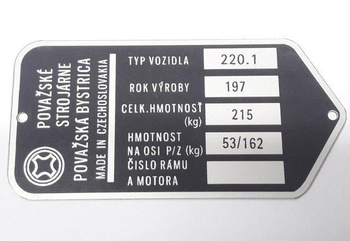 POVAŽSKÉ
STROJÁRNE
POVAŽSKÁ BYSTRICA
MADE IN CZECHOSLOVAKIA
TYP VOZIDLA 220.1
ROK VÝROBY 197
CELK.HMOTNOSŤ (kg) 215
HMOTNOST
NA OSI P/Z (kg) 53/162
ČÍSLO RÁMU
A MOTORA